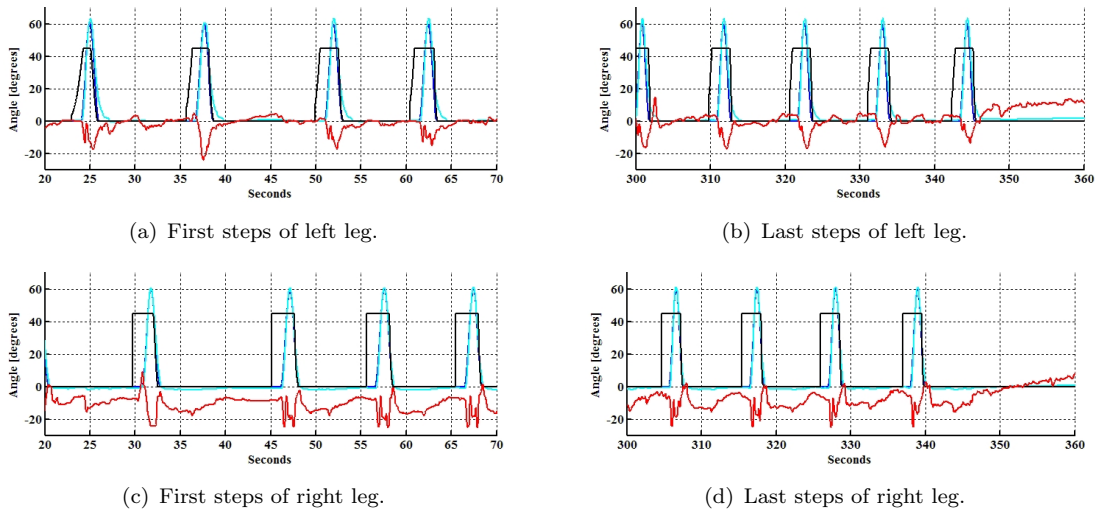 Angle [degrees]
60
40
20
0
-20
20 25 30 35 40 45 50 55 60 65 70
Seconds
(a) First steps of left leg.
Angle [degrees]
60
40
20
0
-20
300 310 320 330 340 350 360
Seconds
(b) Last steps of left leg.
Angle [degrees]
60
40
20
0
-20
20 25 30 35 40 45 50 55 60 65 70
Seconds
(c) First steps of right leg.
Angle [degrees]
60
40
20
0
-20
300 310 320 330 340 350 360
Seconds
(d) Last steps of right leg.